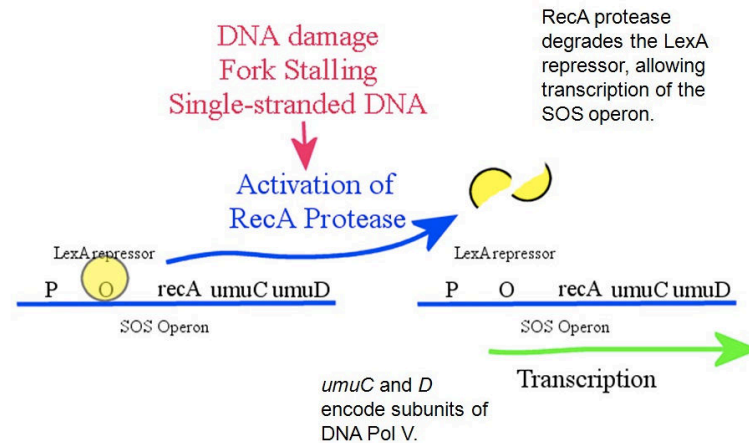 DNA damage
Fork Stalling
Single-stranded DNA
RecA protease
degrades the LexA
repressor, allowing
transcription of the
SOS operon.
Activation of
RecA Protease
LexA repressor
P O recA umuC umuD
SOS Operon
LexA repressor
P O recA umuC umuD
SOS Operon
Transcription
umuC and D
encode subunits of
DNA Pol V.